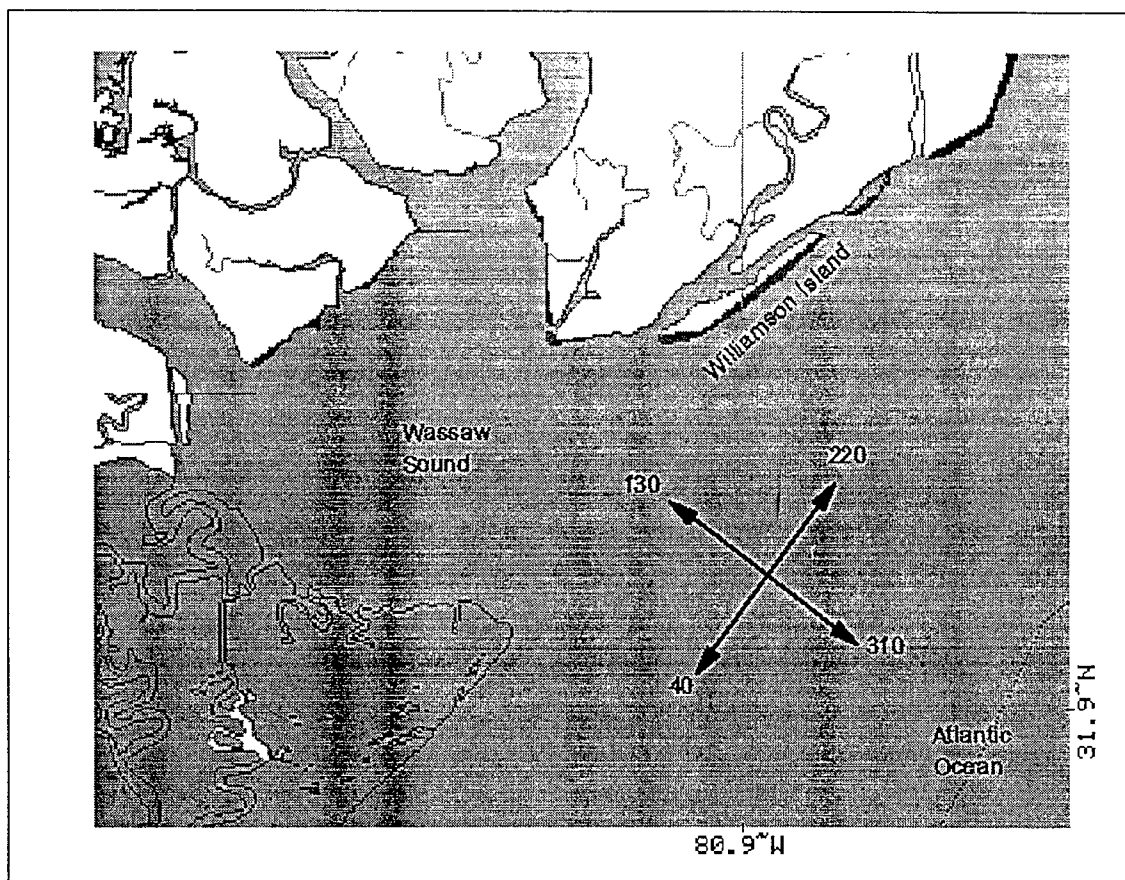 Williamson Island
Wassaw
Sound
220
130
310
40
Atlantic
Ocean
31.9~N
80.9~W